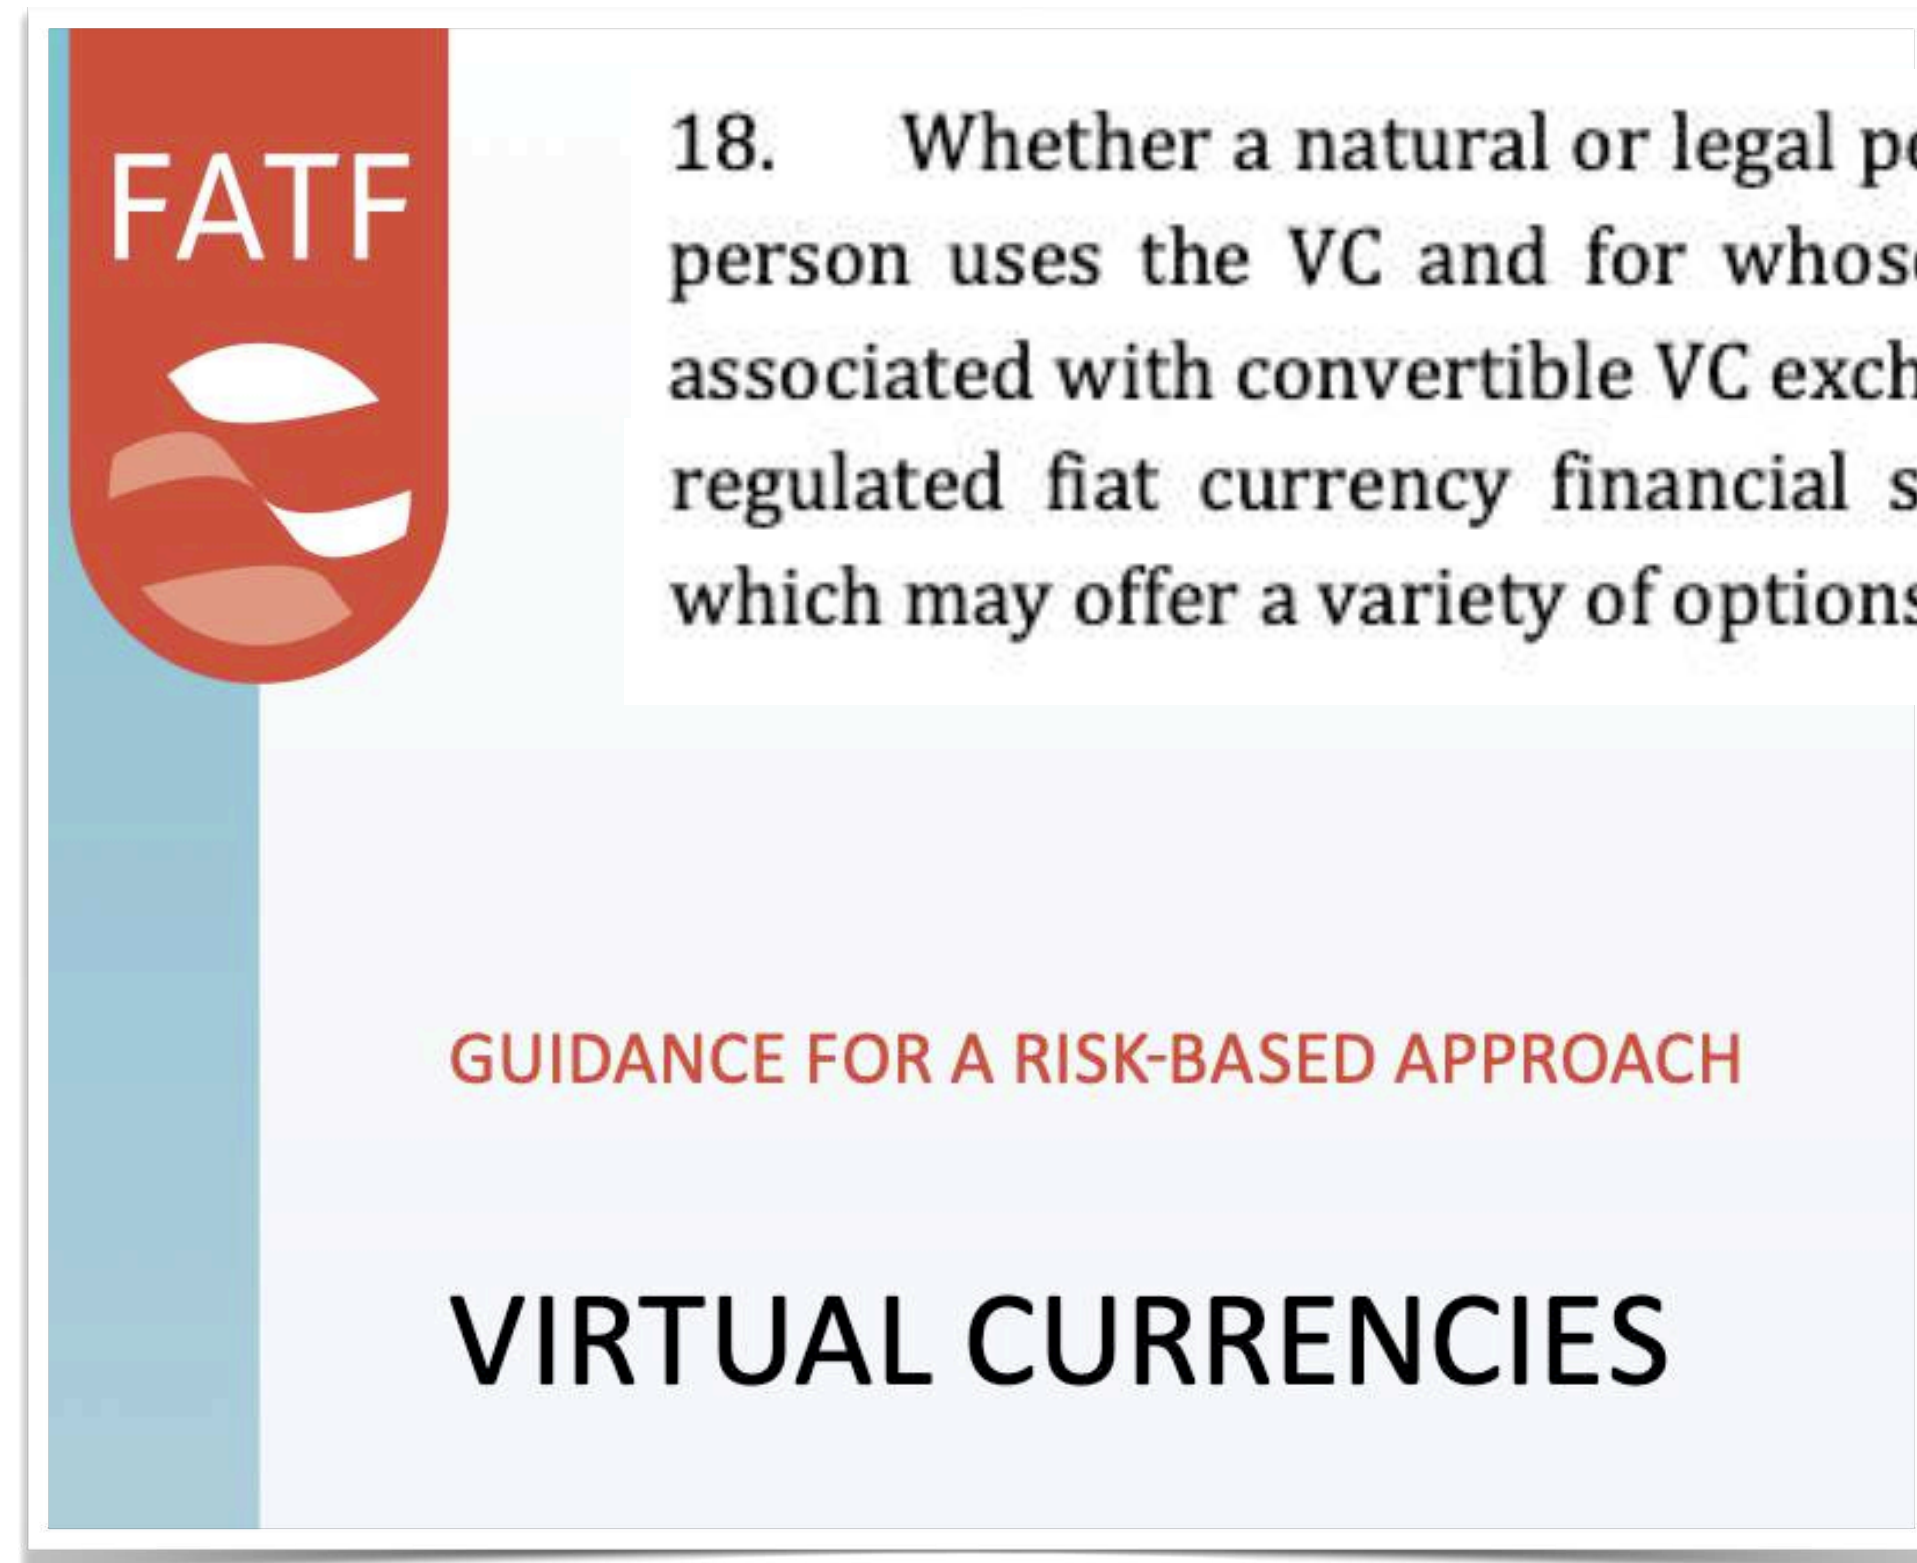 FATF
18. Whether a natural or legal
person uses the VC and for
associated with convertible VC
regulated fiat currency financial
which may offer a variety of
GUIDANCE FOR A RISK-BASED APPROACH
VIRTUAL CURRENCIES